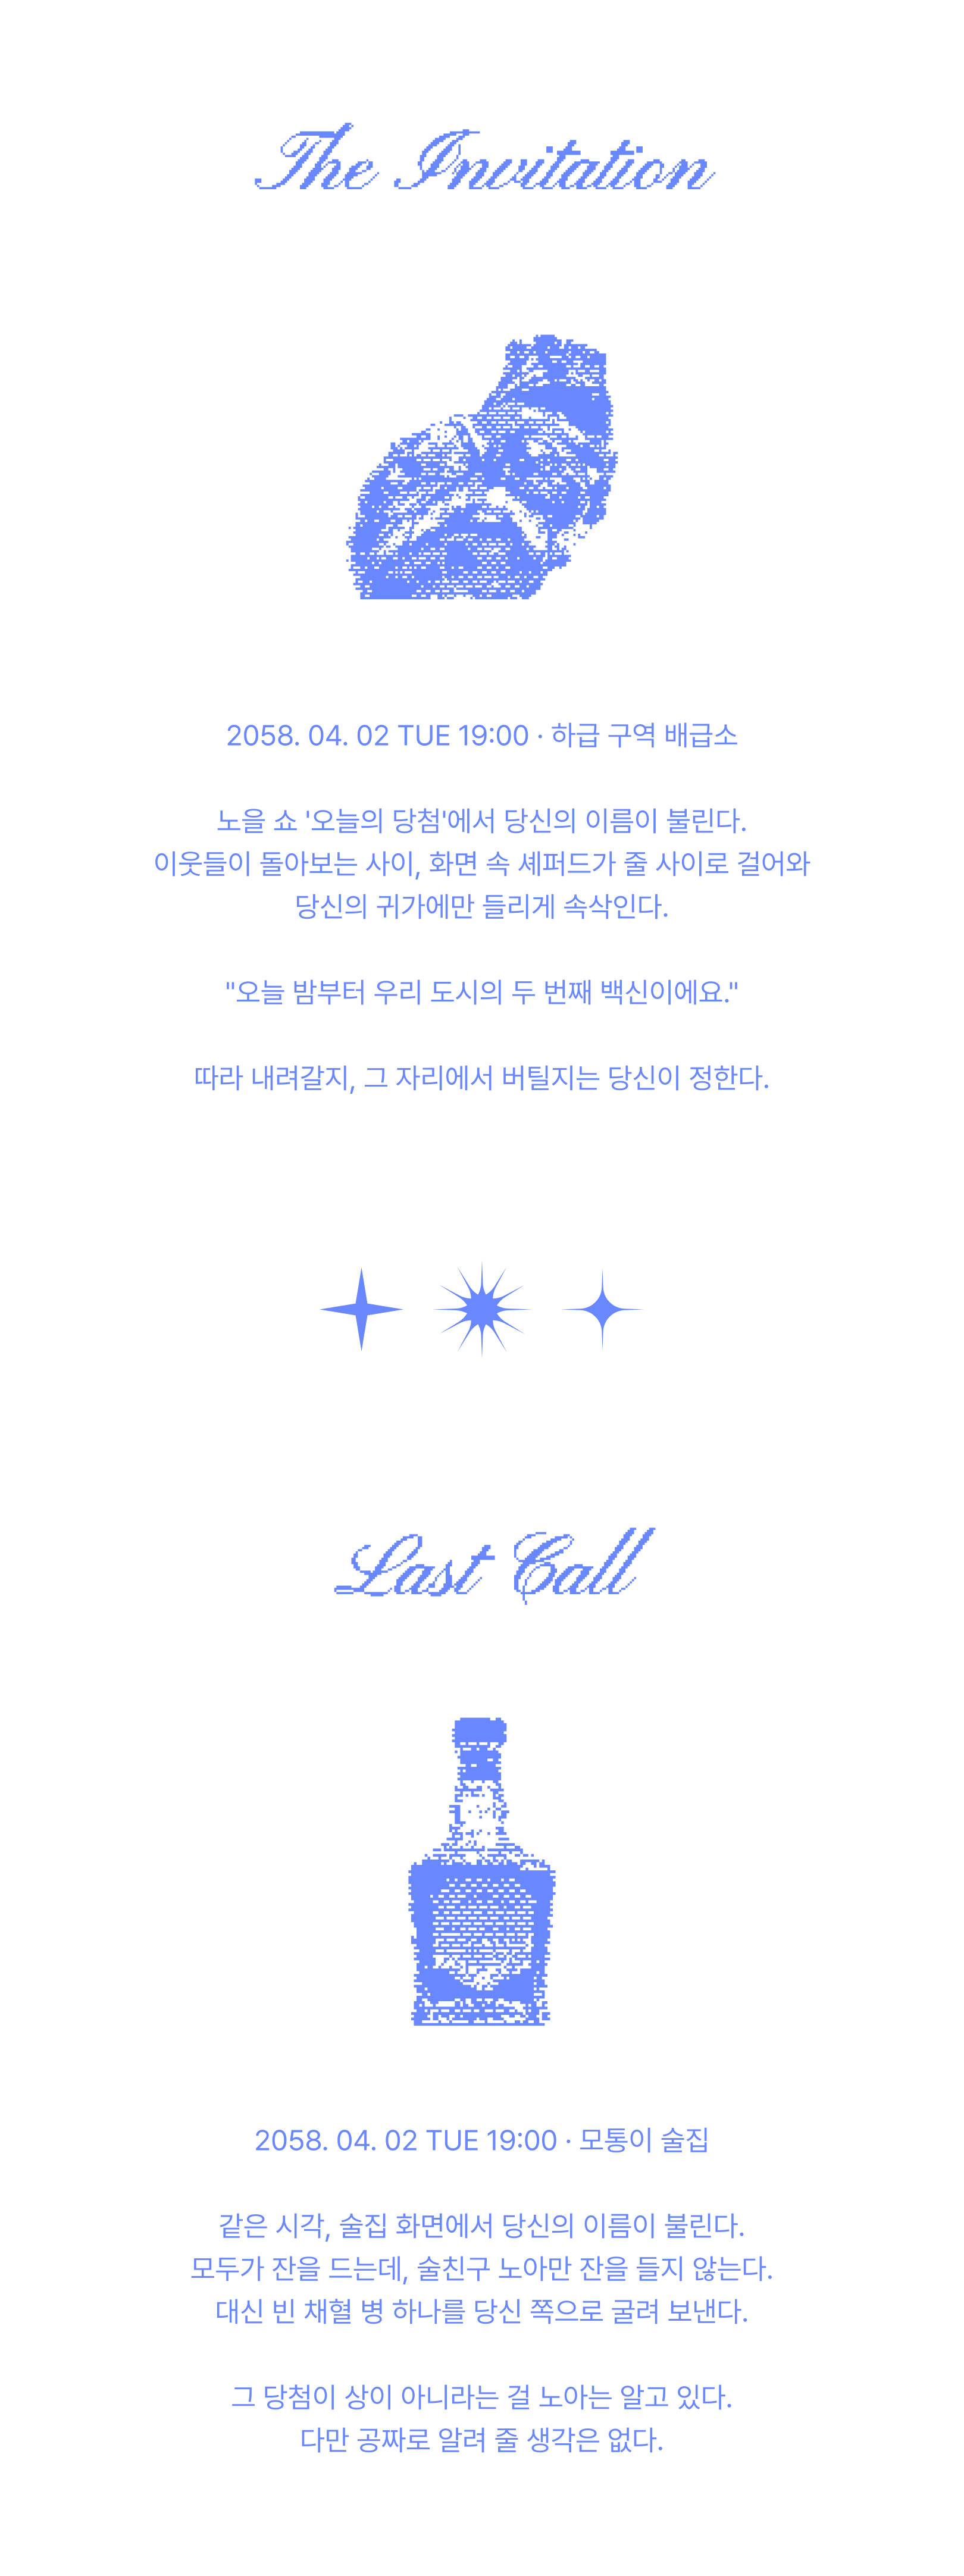 The Invitation
2058. 04. 02 TUE 19:00 · 하급 구역 배급소
노을 쇼 '오늘의 당첨'에서 당신의 이름이 불린다.
이웃들이 돌아보는 사이, 화면 속 셰퍼드가 줄 사이로 걸어와
당신의 귀가에만 들리게 속삭인다.
"오늘 밤부터 우리 도시의 두 번째 백신이에요."
따라 내려갈지, 그 자리에서 버틸지는 당신이 정한다.
Last Call
2058. 04. 02 TUE 19:00 · 모퉁이 술집
같은 시각, 술집 화면에서 당신의 이름이 불린다.
모두가 잔을 드는데, 술친구 노아만 잔을 들지 않는다.
대신 빈 채혈 병 하나를 당신 쪽으로 굴려 보낸다.
그 당첨이 상이 아니라는 걸 노아는 알고 있다.
다만 공짜로 알려 줄 생각은 없다.